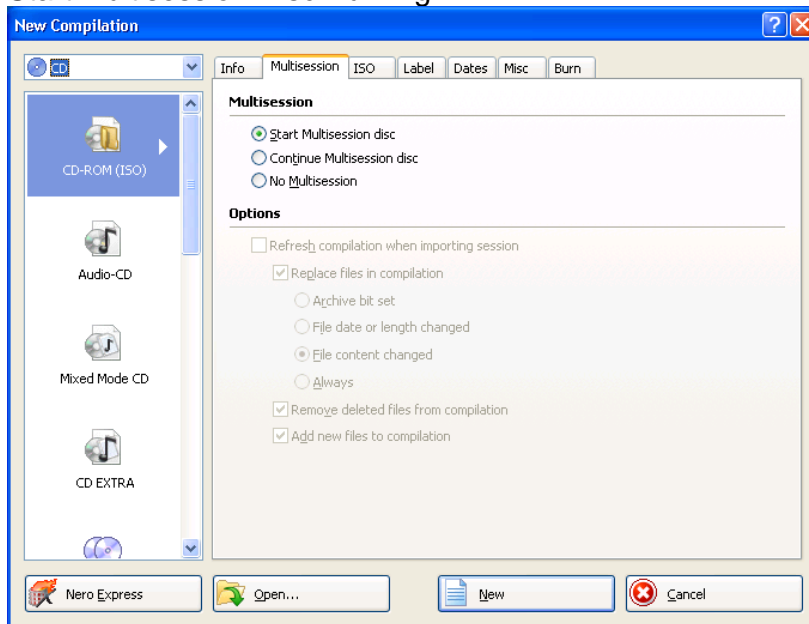 New Compilation
CD
Info Multisession ISO Label Dates Misc Burn
CD-ROM (ISO)
Audio-CD
Mixed Mode CD
CD EXTRA
Multisession
Start Multisession disc
Continue Multisession disc
No Multisession
Options
Refresh compilation when importing session
Replace files in compilation
Archive bit set
File date or length changed
File content changed
Always
Remove deleted files from compilation
Add new files to compilation
Nero Express Open... New Cancel